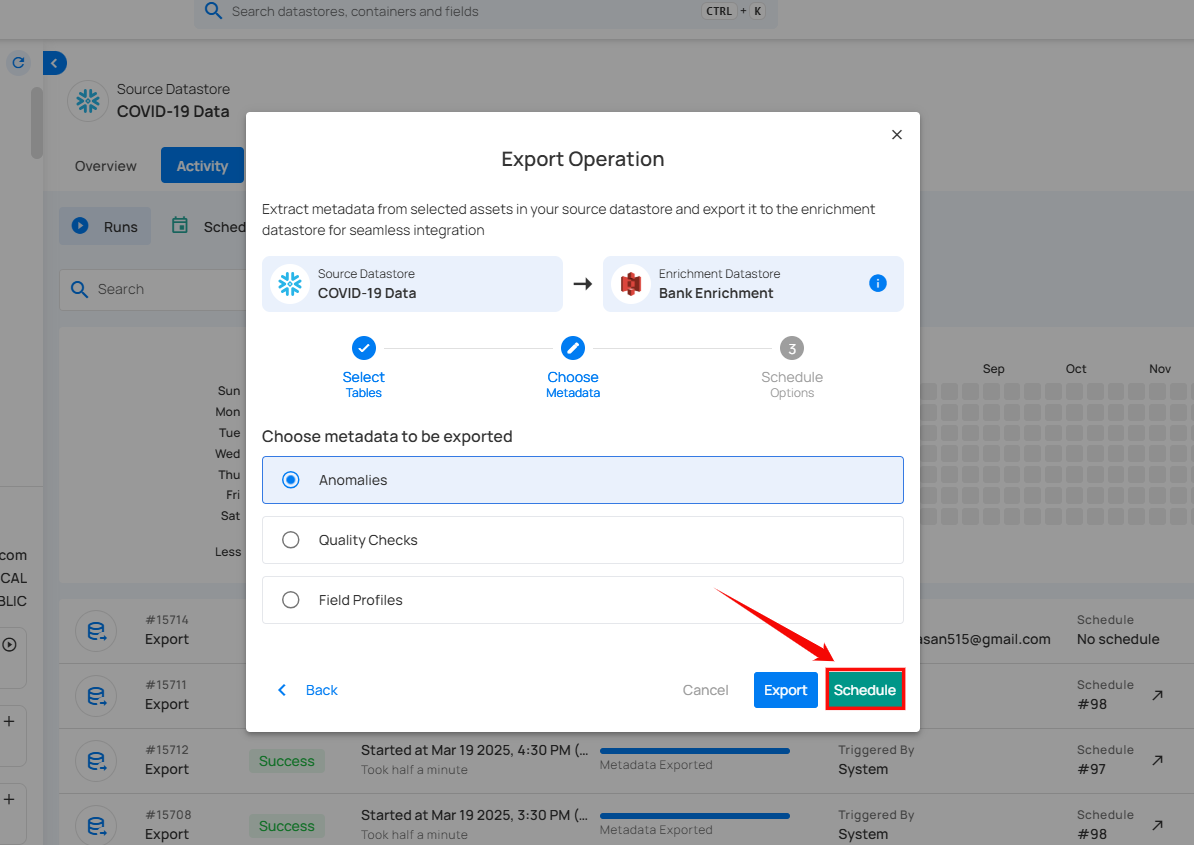 Search datastores, containers and fields
CTRL + K
Source Datastore
COVID-19 Data
Overview
Activity
Runs
Sched
Search
Sep Oct Nov
Sun
Mon
Tue
Wed
Thu
Fri
Sat
Less
com
CAL
BLIC
Export Operation
Extract metadata from selected assets in your source datastore and export it to the enrichment
datastore for seamless integration
Source Datastore
COVID-19 Data
Enrichment Datastore
Bank Enrichment
Select
Tables
Choose
Metadata
3
Schedule
Options
Choose metadata to be exported
Anomalies
Quality Checks
Field Profiles
Back
Cancel
Export
Schedule
#15714
Export
asan515@gmail.com
Schedule
No schedule
#15711
Export
Schedule
#98
#15712
Export
Success
Started at Mar 19 2025, 4:30 PM (...
Took half a minute
Metadata Exported
Triggered By
System
Schedule
#97
#15708
Export
Success
Started at Mar 19 2025, 3:30 PM (...
Took half a minute
Metadata Exported
Triggered By
System
Schedule
#98